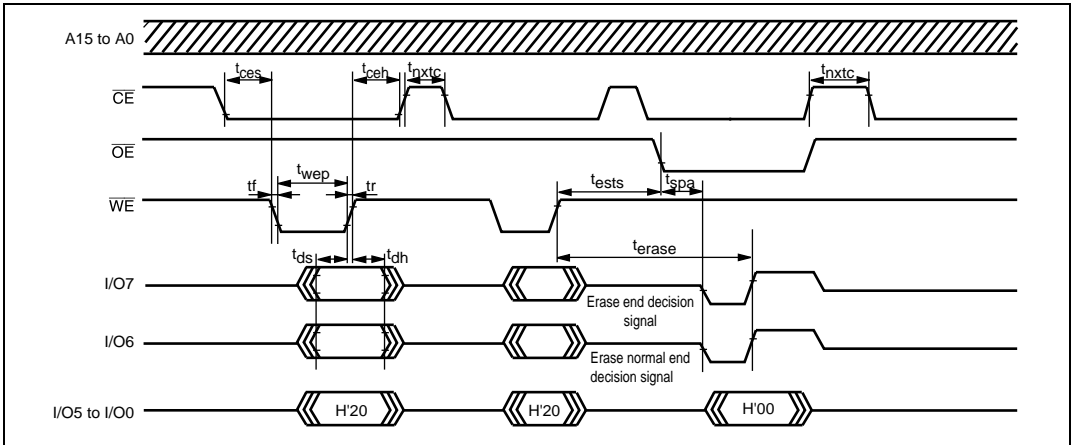 A15 to A0
tces
tceh
tnxtc
tnxtc
CE
OE
twep
tests
tspa
tf
tr
WE
terase
tds
tdh
I/O7
Erase end decision
signal
I/O6
Erase normal end
decision signal
I/O5 to I/O0
H'20
H'20
H'00